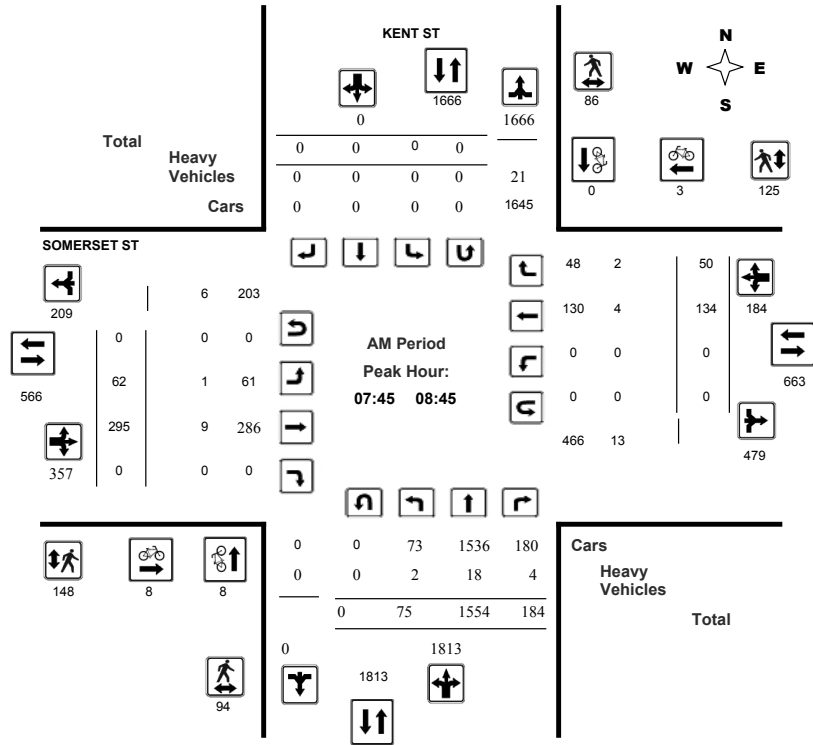 KENT ST
N
W E
S
1666
86
0 1666
Total 0 0 0 0
Heavy
Vehicles 0 0 0 0 21
0 3 125
Cars 0 0 0 0 1645
SOMERSET ST
48 2 50
209 6 203
130 4 134 184
0 0 0
AM Period
0 0 0
566 663
Peak Hour:
62 1 61
07:45 08:45
0 0 0
295 9 286
466 13
479
357 0 0 0
0 0 73 1536 180 Cars
0 0 2 18 4 Heavy
Vehicles
148 8 8
0 75 1554 184 Total
0 1813
1813
94